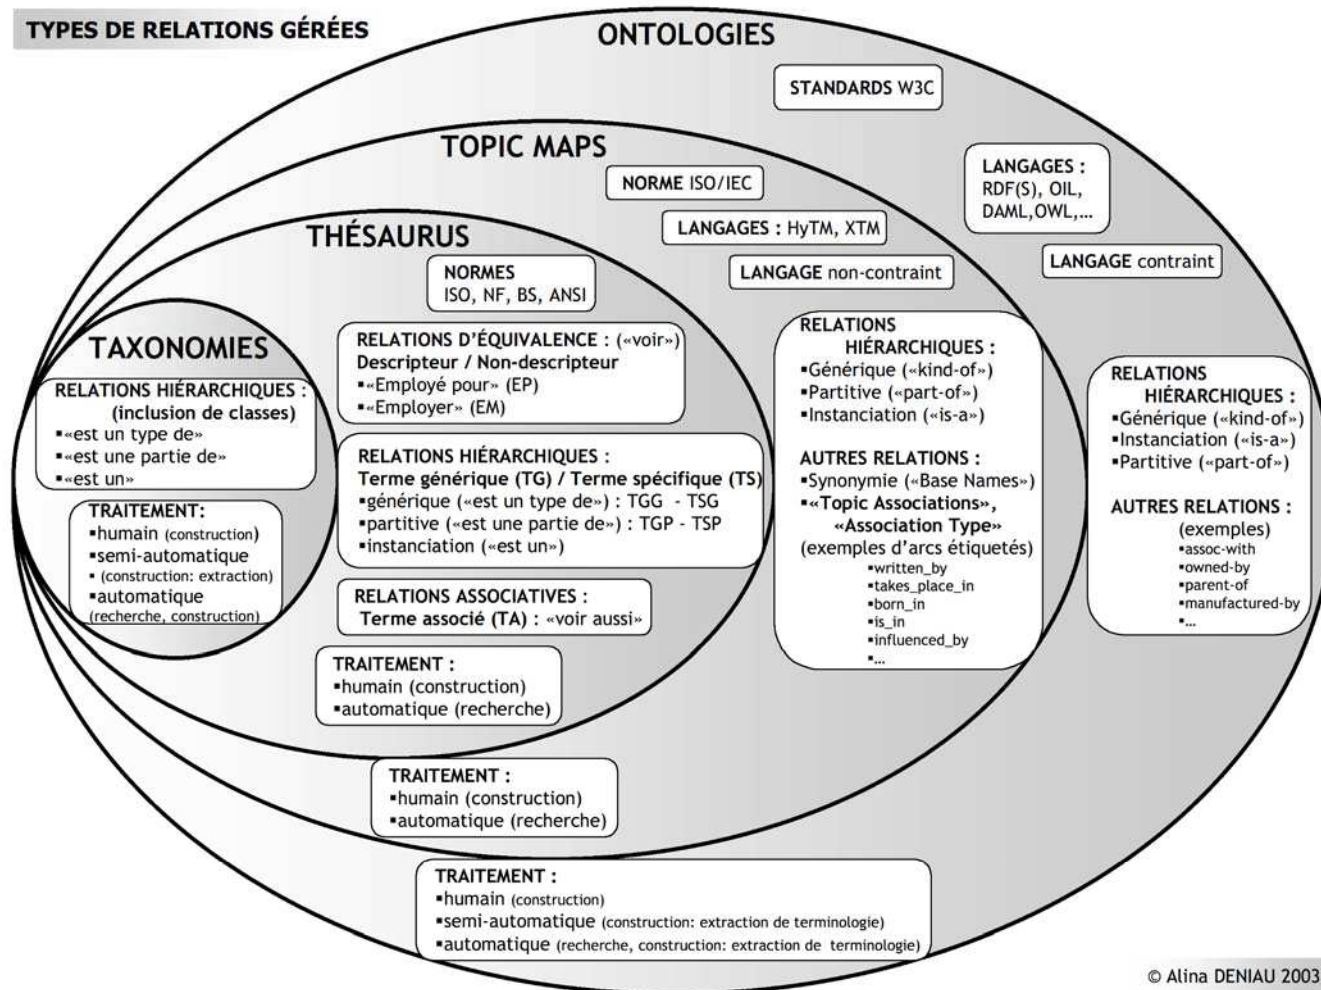 TYPES DE RELATIONS GÉRÉES
ONTOLOGIES
STANDARDS W3C
LANGAGES :
RDF(S), OIL,
DAML,OWL,…
LANGAGE contraint
RELATIONS
HIÉRARCHIQUES :
▪Générique («kind-of»)
▪Instanciation («is-a»)
▪Partitive («part-of»)
AUTRES RELATIONS :
(exemples)
▪assoc-with
▪owned-by
▪parent-of
▪manufactured-by
▪…
TOPIC MAPS
NORME ISO/IEC
LANGAGES : HyTM, XTM
LANGAGE non-contraint
RELATIONS
HIÉRARCHIQUES :
▪Générique («kind-of»)
▪Partitive («part-of»)
▪Instanciation («is-a»)
AUTRES RELATIONS :
▪Synonymie («Base Names»)
▪«Topic Associations»,
«Association Type»
(exemples d’arcs étiquetés)
▪written_by
▪takes_place_in
▪born_in
▪is_in
▪influenced_by
▪…
THÉSAURUS
NORMES
ISO, NF, BS, ANSI
RELATIONS D’ÉQUIVALENCE : («voir»)
Descripteur / Non-descripteur
▪«Employé pour» (EP)
▪«Employer» (EM)
RELATIONS HIÉRARCHIQUES :
Terme générique (TG) / Terme spécifique (TS)
▪générique («est un type de») : TGG - TSG
▪partitive («est une partie de») : TGP - TSP
▪instanciation («est un»)
RELATIONS ASSOCIATIVES :
Terme associé (TA) : «voir aussi»
TRAITEMENT :
▪humain (construction)
▪automatique (recherche)
TAXONOMIES
RELATIONS HIÉRARCHIQUES :
(inclusion de classes)
▪«est un type de»
▪«est une partie de»
▪«est un»
TRAITEMENT:
▪humain (construction)
▪semi-automatique
▪ (construction: extraction)
▪automatique
(recherche, construction)
TRAITEMENT :
▪humain (construction)
▪automatique (recherche)
TRAITEMENT :
▪humain (construction)
▪semi-automatique (construction: extraction de terminologie)
▪automatique (recherche, construction: extraction de terminologie)
© Alina DENIAU 2003